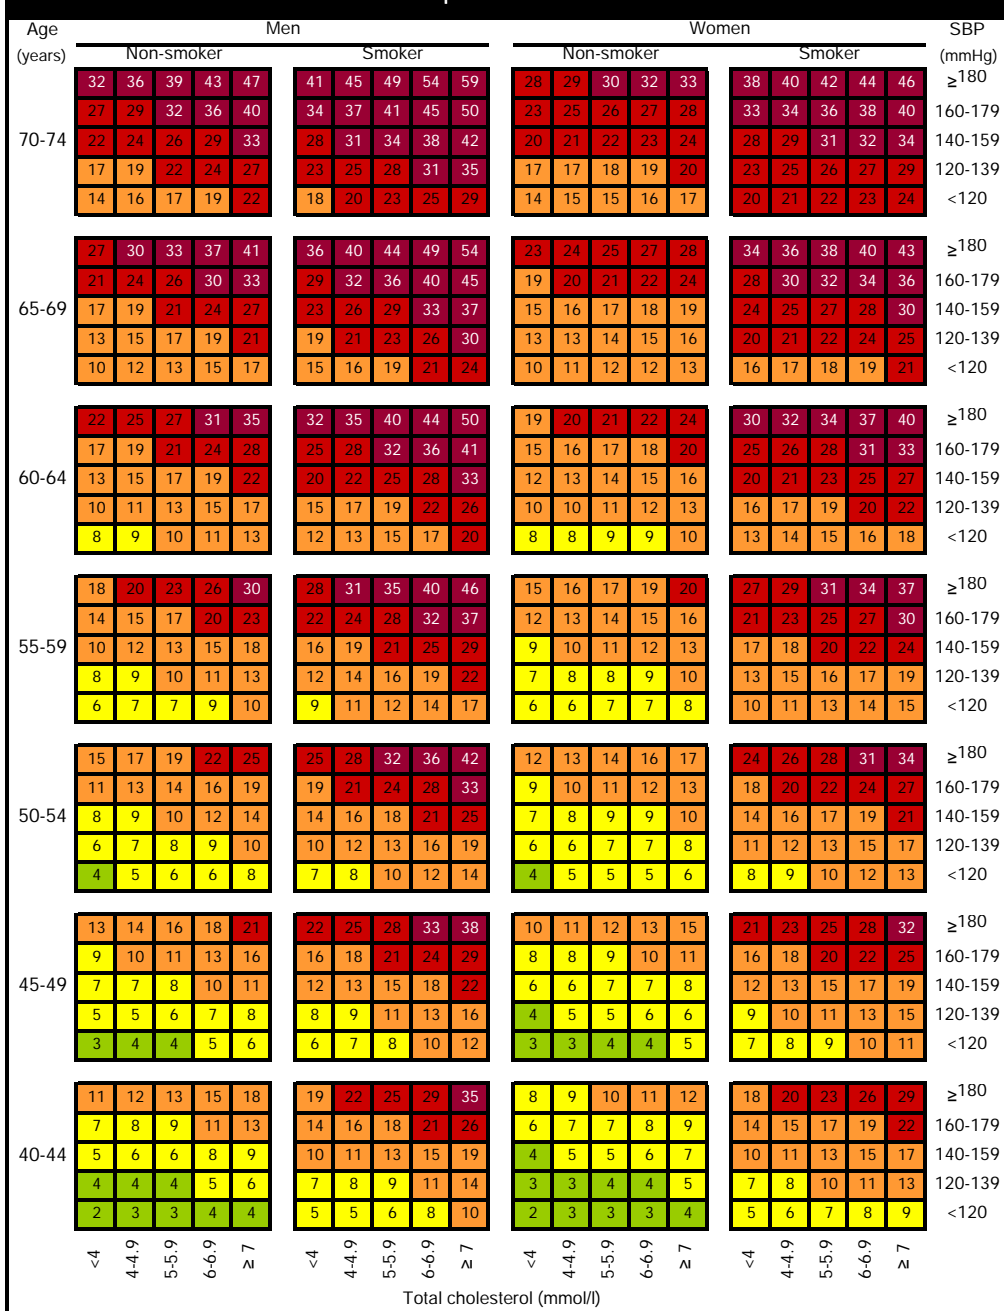 Age Men Women SBP
(years) Non-smoker Smoker Non-smoker Smoker (mmHg)
32 36 39 43 47 41 45 49 54 59 28 29 30 32 33 38 40 42 44 46 ≥180
27 29 32 36 40 34 37 41 45 50 23 25 26 27 28 33 34 36 38 40 160-179
70-74 22 24 26 29 33 28 31 34 38 42 20 21 22 23 24 28 29 31 32 34 140-159
17 19 22 24 27 23 25 28 31 35 17 17 18 19 20 23 25 26 27 29 120-139
14 16 17 19 22 18 20 23 25 29 14 15 15 16 17 20 21 22 23 24 <120
27 30 33 37 41 36 40 44 49 54 23 24 25 27 28 34 36 38 40 43 ≥180
21 24 26 30 33 29 32 36 40 45 19 20 21 22 24 28 30 32 34 36 160-179
65-69 17 19 21 24 27 23 26 29 33 37 15 16 17 18 19 24 25 27 28 30 140-159
13 15 17 19 21 19 21 23 26 30 13 13 14 15 16 20 21 22 24 25 120-139
10 12 13 15 17 15 16 19 21 24 10 11 12 12 13 16 17 18 19 21 <120
22 25 27 31 35 32 35 40 44 50 19 20 21 22 24 30 32 34 37 40 ≥180
17 19 21 24 28 25 28 32 36 41 15 16 17 18 20 25 26 28 31 33 160-179
60-64 13 15 17 19 22 20 22 25 28 33 12 13 14 15 16 20 21 23 25 27 140-159
10 11 13 15 17 15 17 19 22 26 10 10 11 12 13 16 17 19 20 22 120-139
8 9 10 11 13 12 13 15 17 20 8 8 9 9 10 13 14 15 16 18 <120
18 20 23 26 30 28 31 35 40 46 15 16 17 19 20 27 29 31 34 37 ≥180
14 15 17 20 23 22 24 28 32 37 12 13 14 15 16 21 23 25 27 30 160-179
55-59 10 12 13 15 18 16 19 21 25 29 9 10 11 12 13 17 18 20 22 24 140-159
8 9 10 11 13 12 14 16 19 22 7 8 8 9 10 13 15 16 17 19 120-139
6 7 7 9 10 9 11 12 14 17 6 6 7 7 8 10 11 13 14 15 <120
15 17 19 22 25 25 28 32 36 42 12 13 14 16 17 24 26 28 31 34 ≥180
11 13 14 16 19 19 21 24 28 33 9 10 11 12 13 18 20 22 24 27 160-179
50-54 8 9 10 12 14 14 16 18 21 25 7 8 9 9 10 14 16 17 19 21 140-159
6 7 8 9 10 10 12 13 16 19 6 6 7 7 8 11 12 13 15 17 120-139
4 5 6 6 8 7 8 10 12 14 4 5 5 5 6 8 9 10 12 13 <120
13 14 16 18 21 22 25 28 33 38 10 11 12 13 15 21 23 25 28 32 ≥180
9 10 11 13 16 16 18 21 24 29 8 8 9 10 11 16 18 20 22 25 160-179
45-49 7 7 8 10 11 12 13 15 18 22 6 6 7 7 8 12 13 15 17 19 140-159
5 5 6 7 8 8 9 11 13 16 4 5 5 6 6 9 10 11 13 15 120-139
3 4 4 5 6 6 7 8 10 12 3 3 4 4 5 7 8 9 10 11 <120
11 12 13 15 18 19 22 25 29 35 8 9 10 11 12 18 20 23 26 29 ≥180
7 8 9 11 13 14 16 18 21 26 6 7 7 8 9 14 15 17 19 22 160-179
40-44 5 6 6 8 9 10 11 13 15 19 4 5 5 6 7 10 11 13 15 17 140-159
4 4 4 5 6 7 8 9 11 14 3 3 4 4 5 7 8 10 11 13 120-139
2 3 3 4 4 5 5 6 8 10 2 3 3 3 4 5 6 7 8 9 <120
<4 4-4.9 5-5.9 6-6.9 ≥ 7 <4 4-4.9 5-5.9 6-6.9 ≥ 7 <4 4-4.9 5-5.9 6-6.9 ≥ 7 <4 4-4.9 5-5.9 6-6.9 ≥ 7
Total cholesterol (mmol/l)